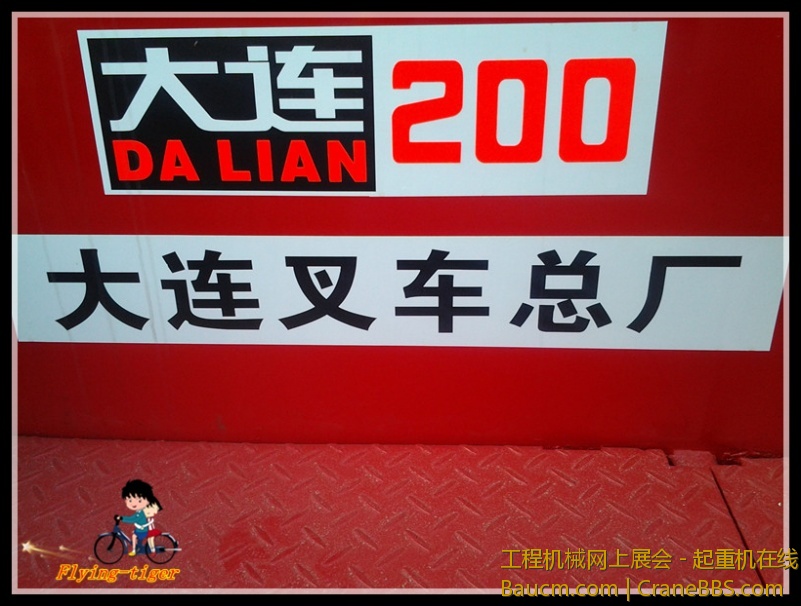 大连 200
DA LIAN
大连叉车总厂
Flying-tiger
工程机械网上展会 - 起重机在线
Baucm.com | CraneBBS.com